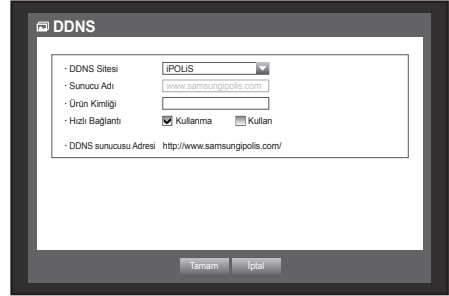 DDNS
· DDNS Sitesi iPOLiS
· Sunucu Adı www.samsungipolis.com
· Ürün Kimliği
· Hızlı Bağlantı Kullanma Kullan
· DDNS sunucusu Adresi http://www.samsungipolis.com/
Tamam İptal